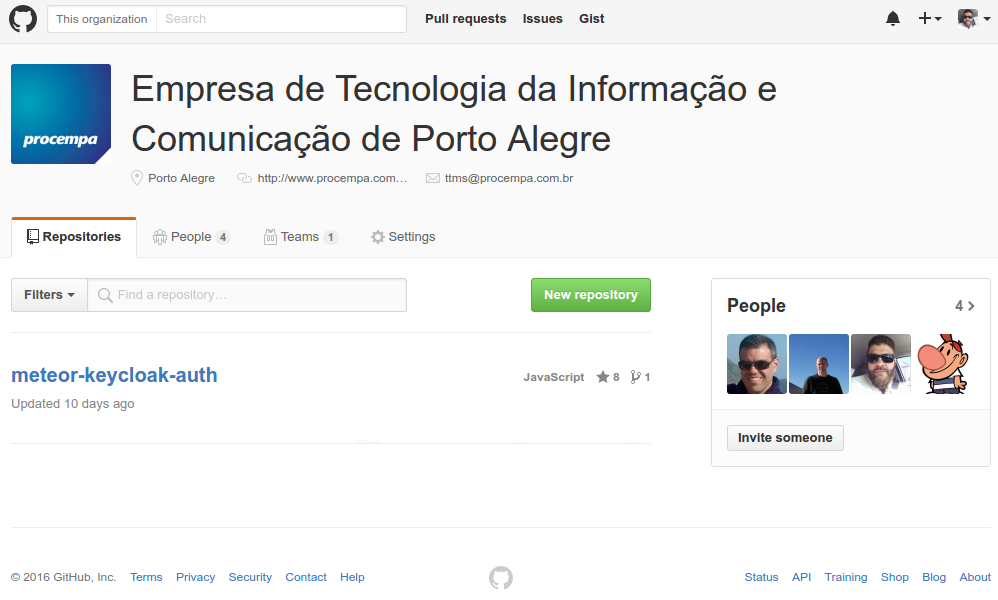 This organization Search Pull requests Issues Gist
procempa
Empresa de Tecnologia da Informação e
Comunicação de Porto Alegre
Porto Alegre http://www.procempa.com… ttms@procempa.com.br
Repositories People 4 Teams 1 Settings
Filters Find a repository… New repository
meteor-keycloak-auth JavaScript 8 1
Updated 10 days ago
People 4
Invite someone
© 2016 GitHub, Inc. Terms Privacy Security Contact Help Status API Training Shop Blog About